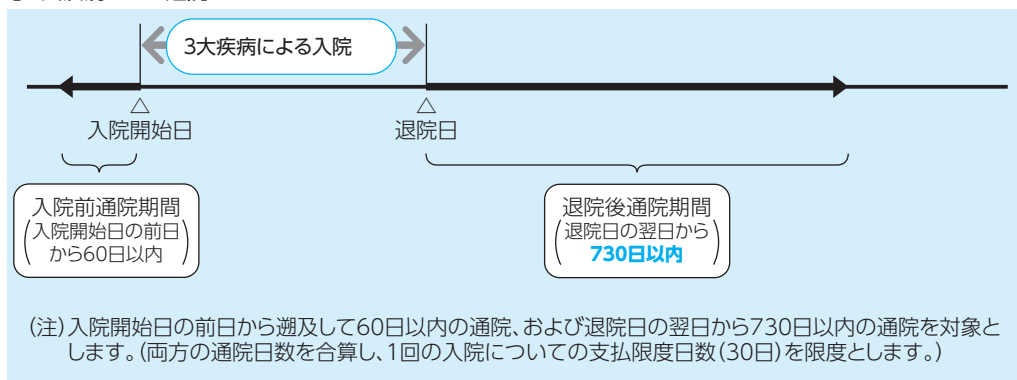 3大疾病による入院
△
△
入院開始日
退院日
入院前通院期間
(入院開始日の前日
から60日以内)
退院後通院期間
(退院日の翌日から
730日以内)
(注)入院開始日の前日から遡及して60日以内の通院、および退院日の翌日から730日以内の通院を対象と
します。(両方の通院日数を合算し、1回の入院についての支払限度日数(30日)を限度とします。)